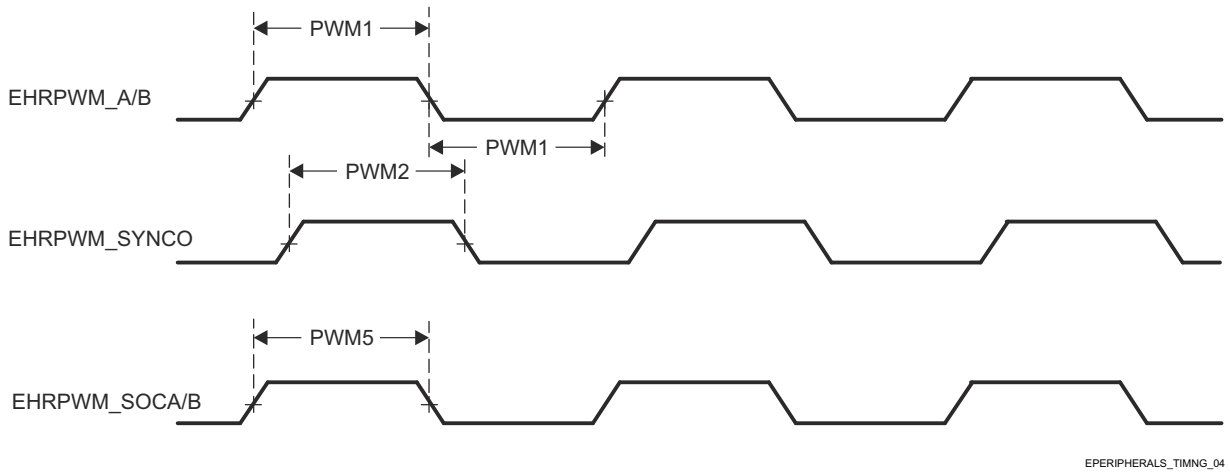 PWM1
EHRPWM_A/B
PWM1
PWM2
EHRPWM_SYNCO
PWM5
EHRPWM_SOCA/B
EPERIPHERALS_TIMNG_04